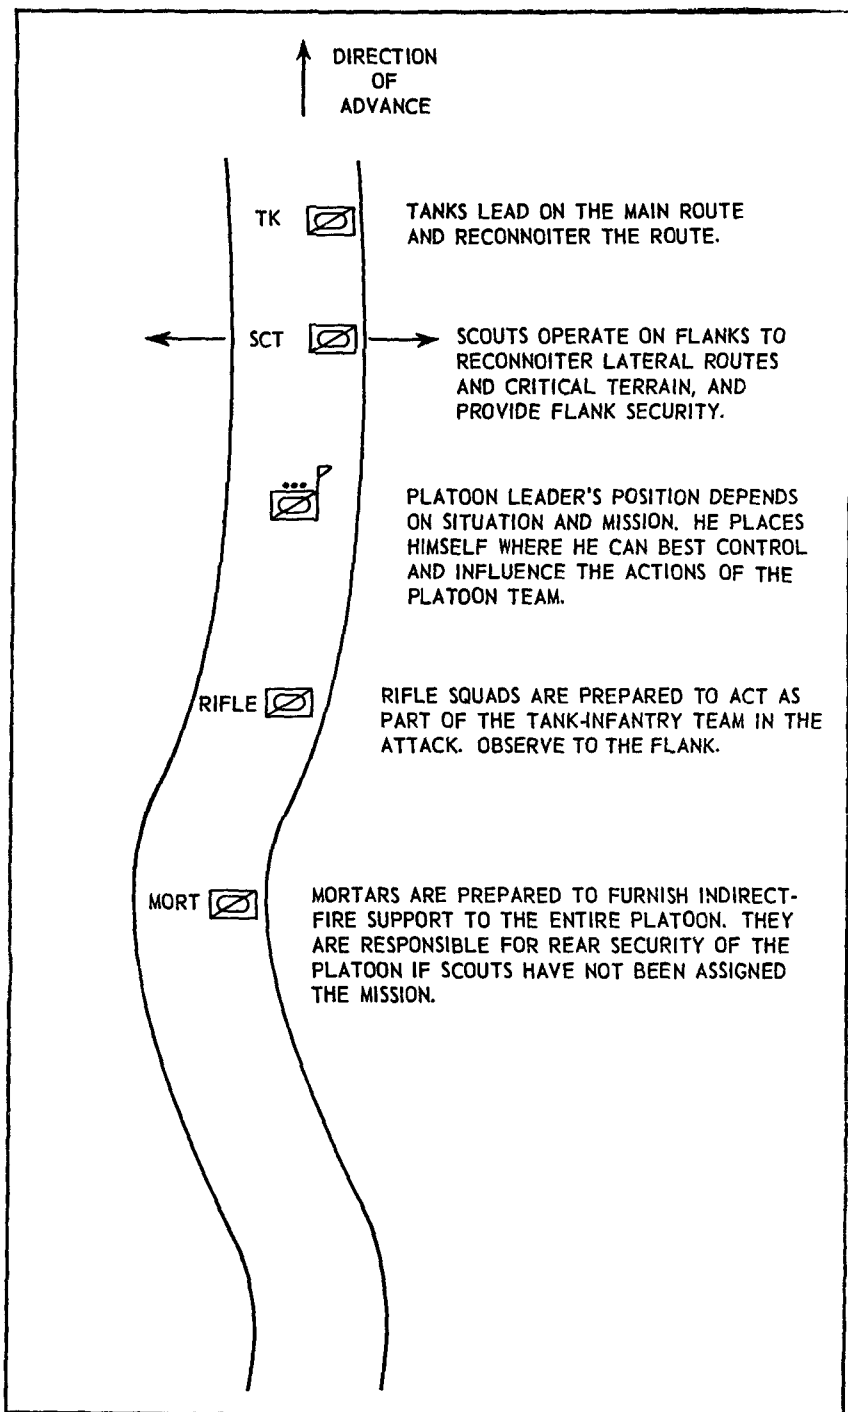 DIRECTION
OF
ADVANCE
TK
TANKS LEAD ON THE MAIN ROUTE
AND RECONNOITER THE ROUTE.
SCT
SCOUTS OPERATE ON FLANKS TO
RECONNOITER LATERAL ROUTES
AND CRITICAL TERRAIN, AND
PROVIDE FLANK SECURITY.
PLATOON LEADER'S POSITION DEPENDS
ON SITUATION AND MISSION. HE PLACES
HIMSELF WHERE HE CAN BEST CONTROL
AND INFLUENCE THE ACTIONS OF THE
PLATOON TEAM.
RIFLE
RIFLE SQUADS ARE PREPARED TO ACT AS
PART OF THE TANK-INFANTRY TEAM IN THE
ATTACK. OBSERVE TO THE FLANK.
MORT
MORTARS ARE PREPARED TO FURNISH INDIRECT-
FIRE SUPPORT TO THE ENTIRE PLATOON. THEY
ARE RESPONSIBLE FOR REAR SECURITY OF THE
PLATOON IF SCOUTS HAVE NOT BEEN ASSIGNED
THE MISSION.